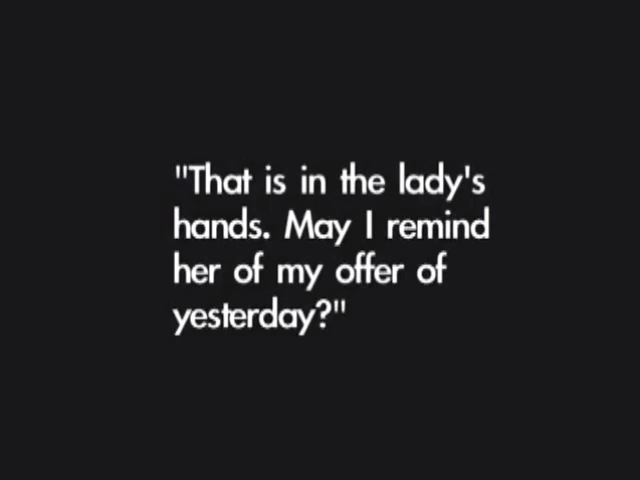 "That is in the lady's
hands. May I remind
her of my offer of
yesterday?"